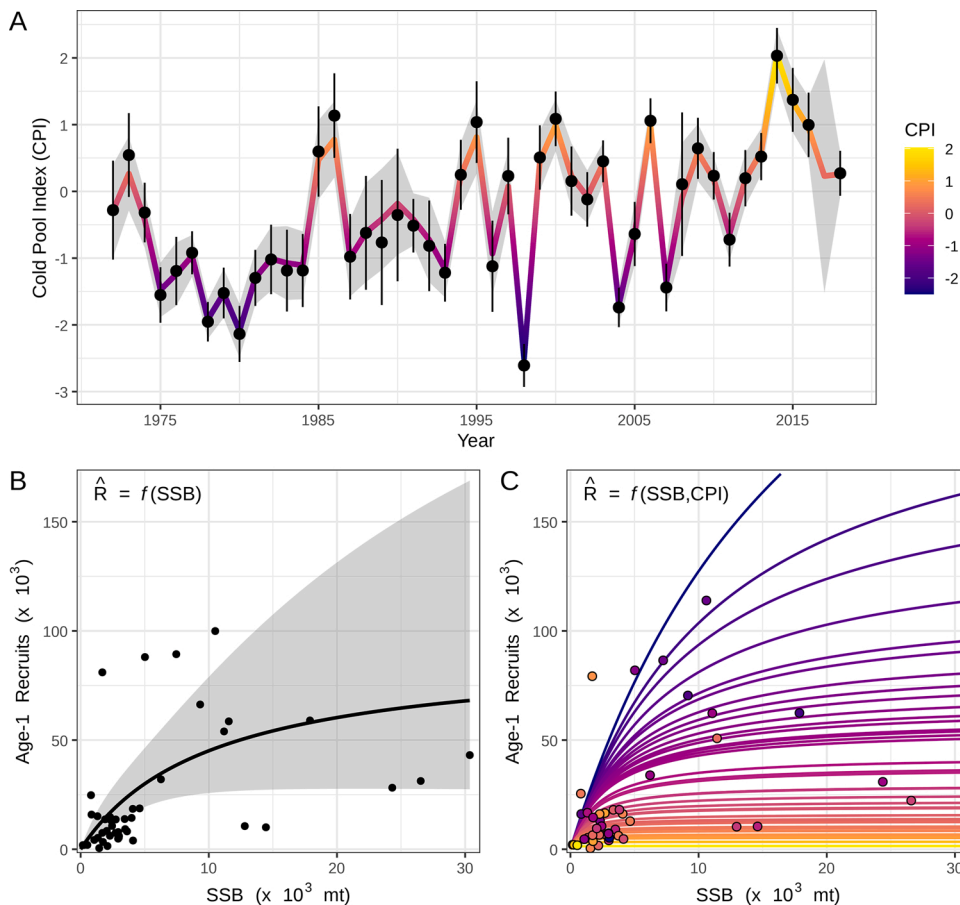 A
Cold Pool Index (CPI)
2
1
0
-1
-2
-3
1975
1985
1995
2005
2015
Year
CPI
2
1
0
-1
-2
B
R̂ = f(SSB)
Age-1 Recruits (x 10³)
150
100
50
0
0
10
20
30
SSB (x 10³ mt)
C
R̂ = f(SSB,CPI)
Age-1 Recruits (x 10³)
150
100
50
0
0
10
20
30
SSB (x 10³ mt)